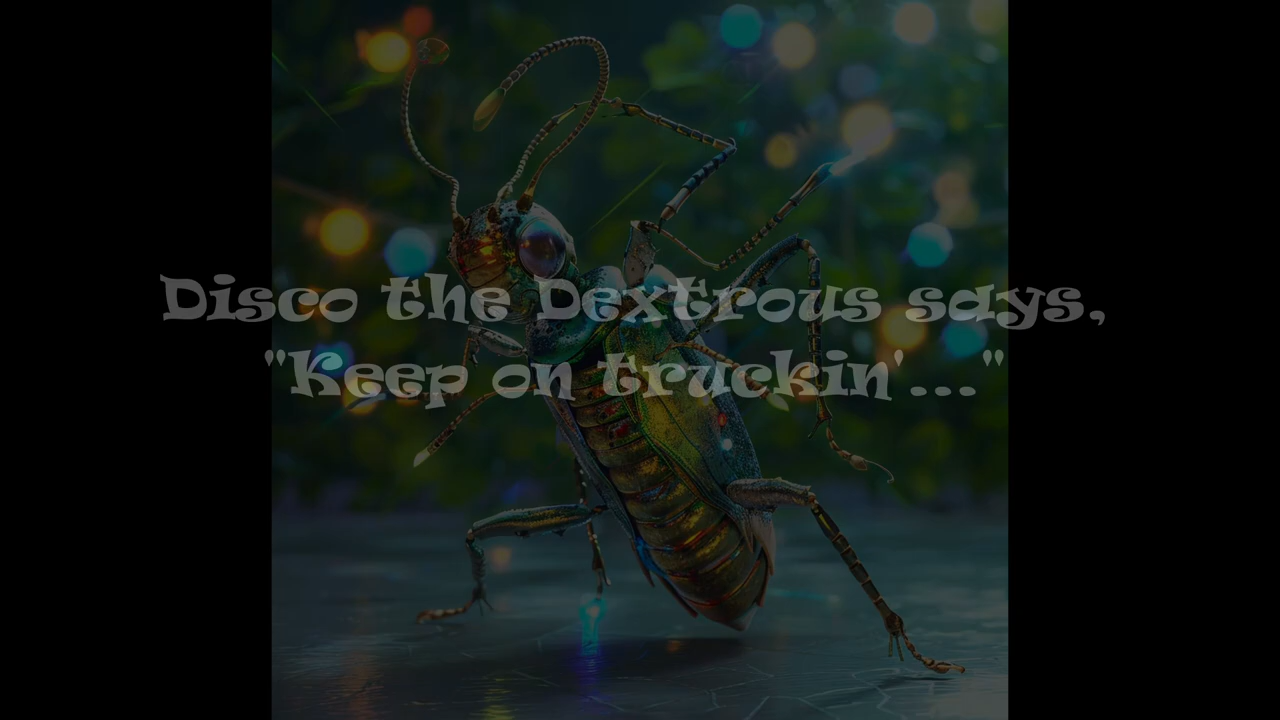 Disco the Dextrous says,
"Keep on truckin'..."